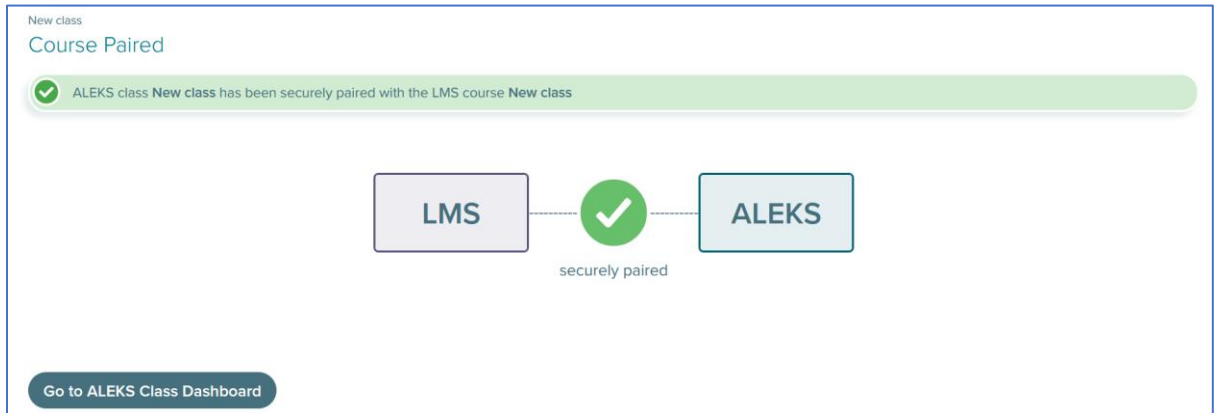 New class
Course Paired
ALEKS class New class has been securely paired with the LMS course New class
LMS
ALEKS
securely paired
Go to ALEKS Class Dashboard